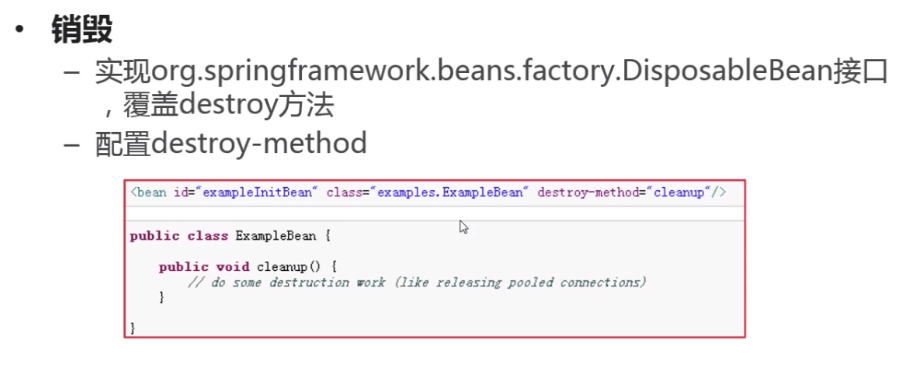 • 销毁
– 实现org.springframework.beans.factory.DisposableBean接口
，覆盖destroy方法
– 配置destroy-method
<bean id="exampleInitBean" class="examples.ExampleBean" destroy-method="cleanup"/>
public class ExampleBean {
public void cleanup() {
// do some destruction work (like releasing pooled connections)
}
}